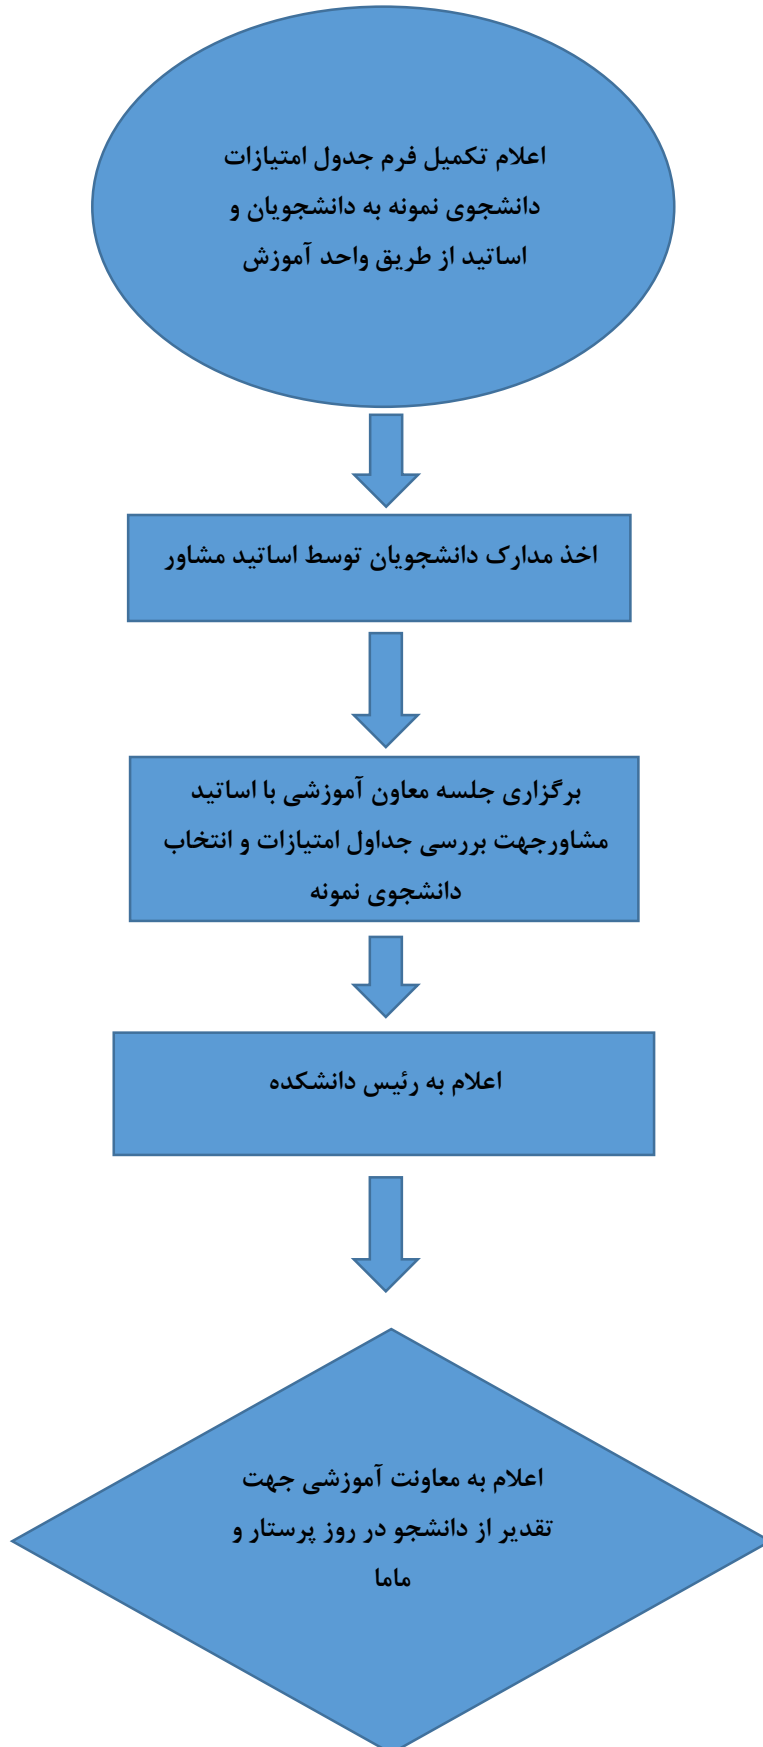 اعلام تکمیل فرم جدول امتیازات
دانشجوی نمونه به دانشجویان و
اساتید از طریق واحد آموزش
اخذ مدارک دانشجویان توسط اساتید مشاور
برگزاری جلسه معاون آموزشی با اساتید
مشاورجهت بررسی جداول امتیازات و انتخاب
دانشجوی نمونه
اعلام به رئیس دانشکده
اعلام به معاونت آموزشی جهت
تقدیر از دانشجو در روز پرستار و
ماما